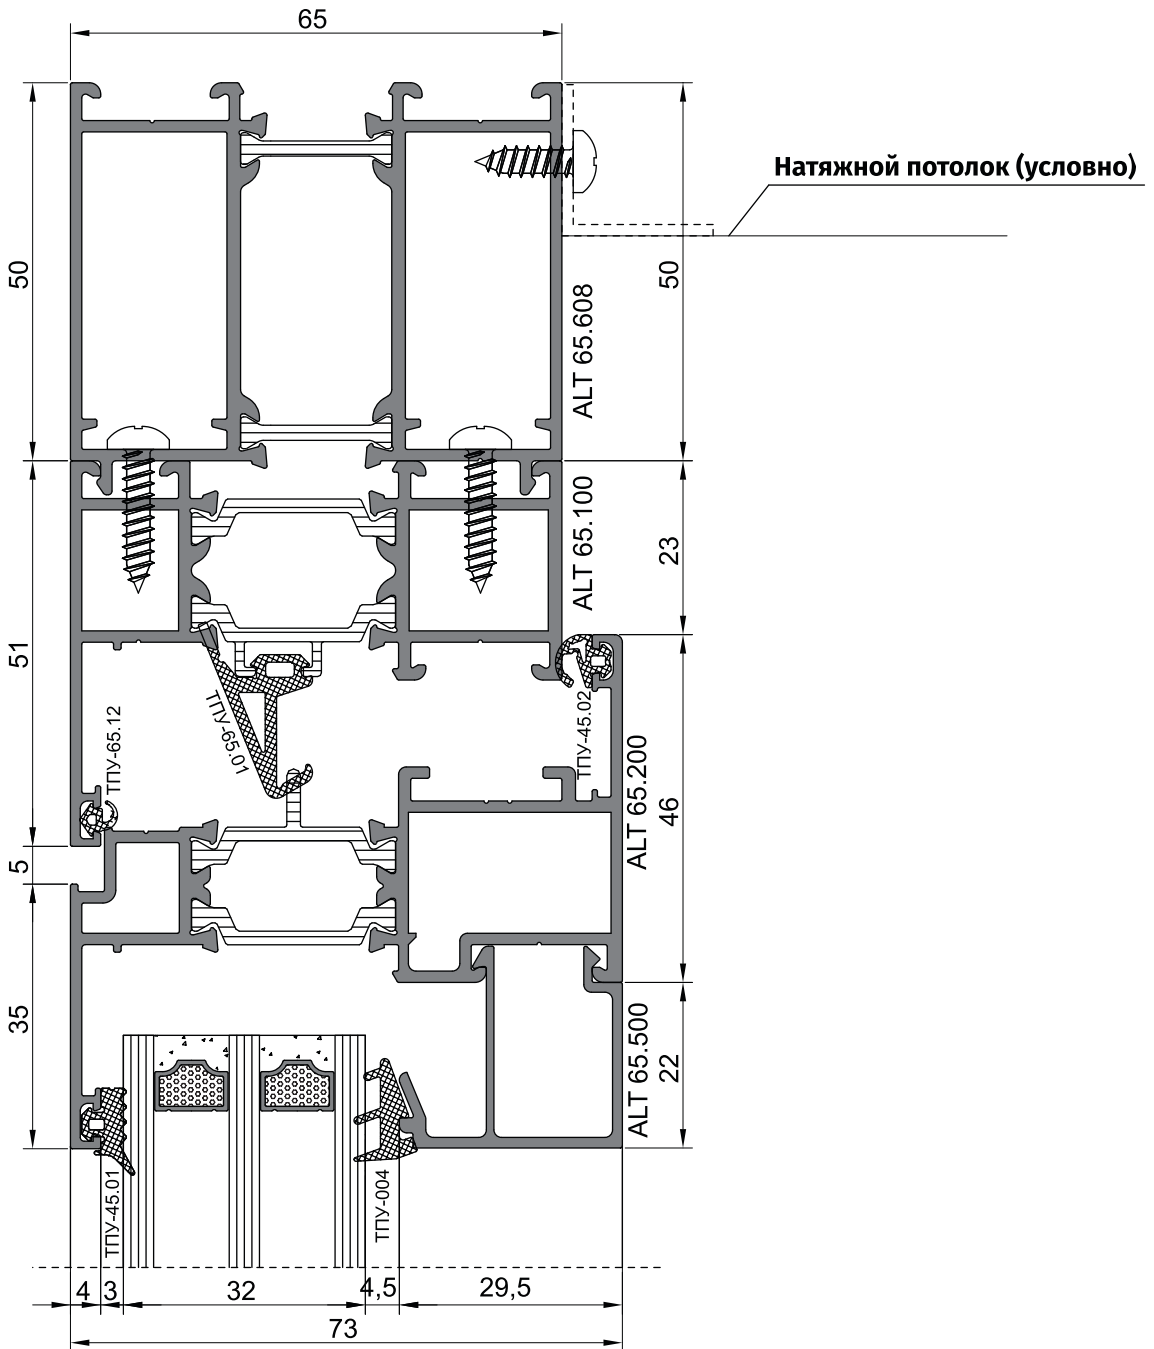 65
Натяжной потолок (условно)
50
50
ALT 65.608
ALT 65.100
23
51
ТПУ-65.12
ТПУ-65.01
ТПУ-45.02
ALT 65.200
46
5
35
ALT 65.500
22
ТПУ-45.01
ТПУ-004
4
3
32
4,5
29,5
73